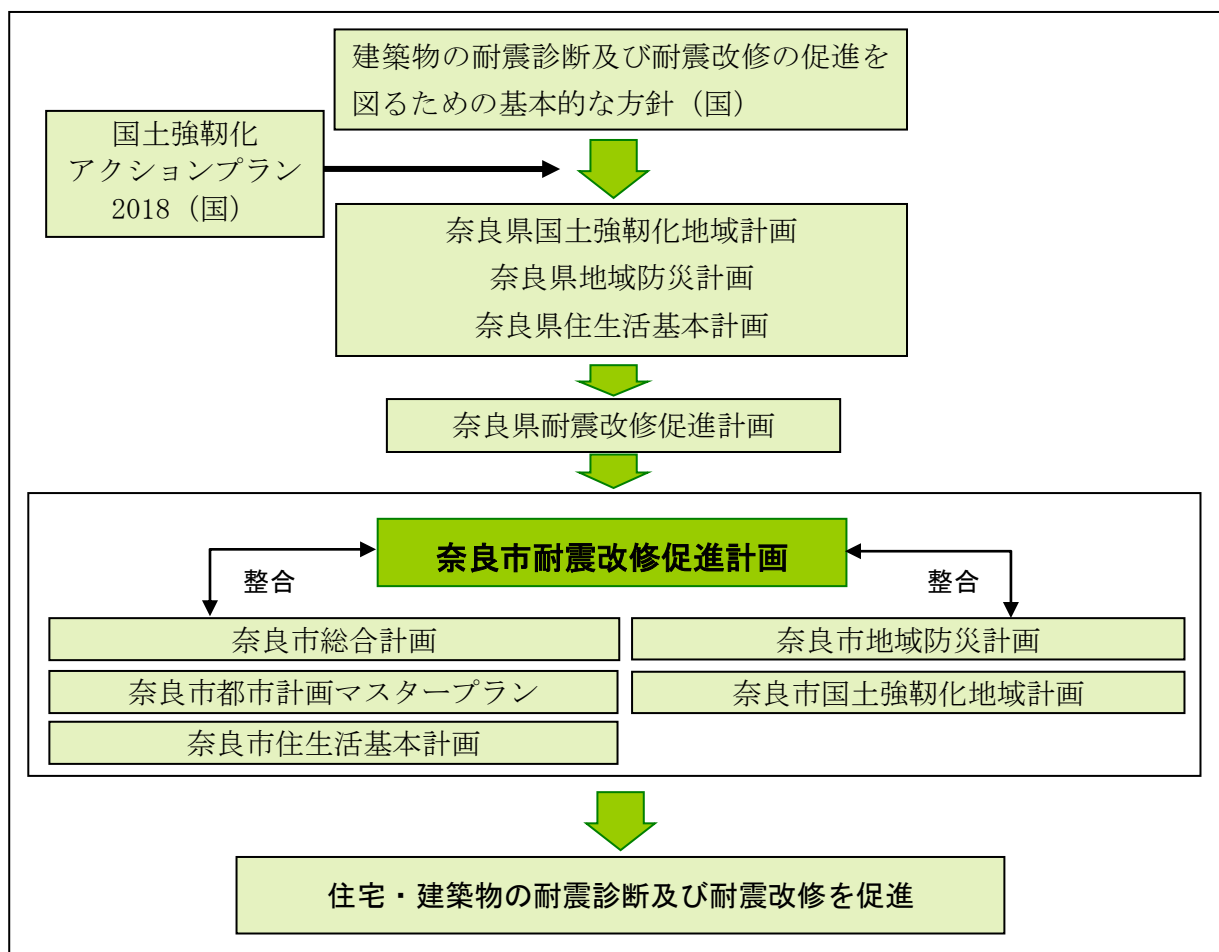 建築物の耐震診断及び耐震改修の促進を
図るための基本的な方針（国）
国土強靭化
アクションプラン
2018（国）
奈良県国土強靭化地域計画
奈良県地域防災計画
奈良県住生活基本計画
奈良県耐震改修促進計画
奈良市耐震改修促進計画
整合
整合
奈良市総合計画
奈良市都市計画マスタープラン
奈良市住生活基本計画
奈良市地域防災計画
奈良市国土強靭化地域計画
住宅・建築物の耐震診断及び耐震改修を促進